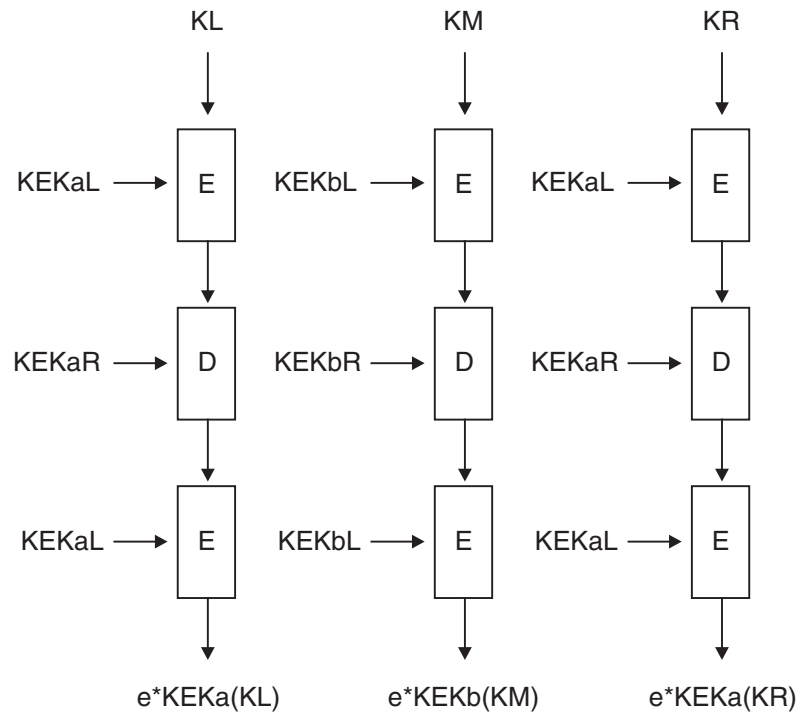 KL KM KR
KEKaL E KEKbL E KEKaL E
KEKaR D KEKbR D KEKaR D
KEKaL E KEKbL E KEKaL E
e*KEKa(KL) e*KEKb(KM) e*KEKa(KR)